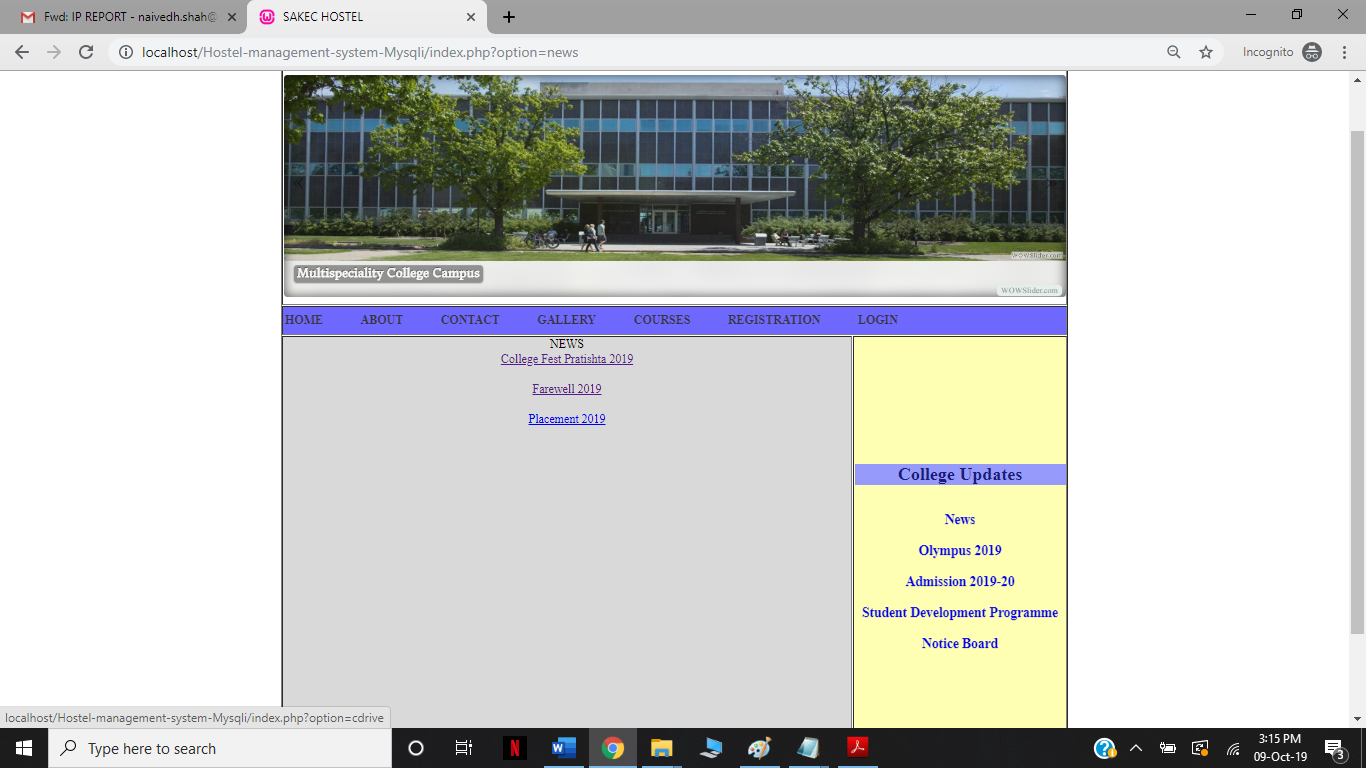 Fwd: IP REPORT - naivedh.shah@
SAKEC HOSTEL
localhost/Hostel-management-system-Mysqli/index.php?option=news
Incognito
WOWSlider.com
Multispeciality College Campus
WOWSlider.com
HOME ABOUT CONTACT GALLERY COURSES REGISTRATION LOGIN
NEWS
College Fest Pratishta 2019
Farewell 2019
Placement 2019
College Updates
News
Olympus 2019
Admission 2019-20
Student Development Programme
Notice Board
localhost/Hostel-management-system-Mysqli/index.php?option=cdrive
Type here to search
3:15 PM
09-Oct-19
3